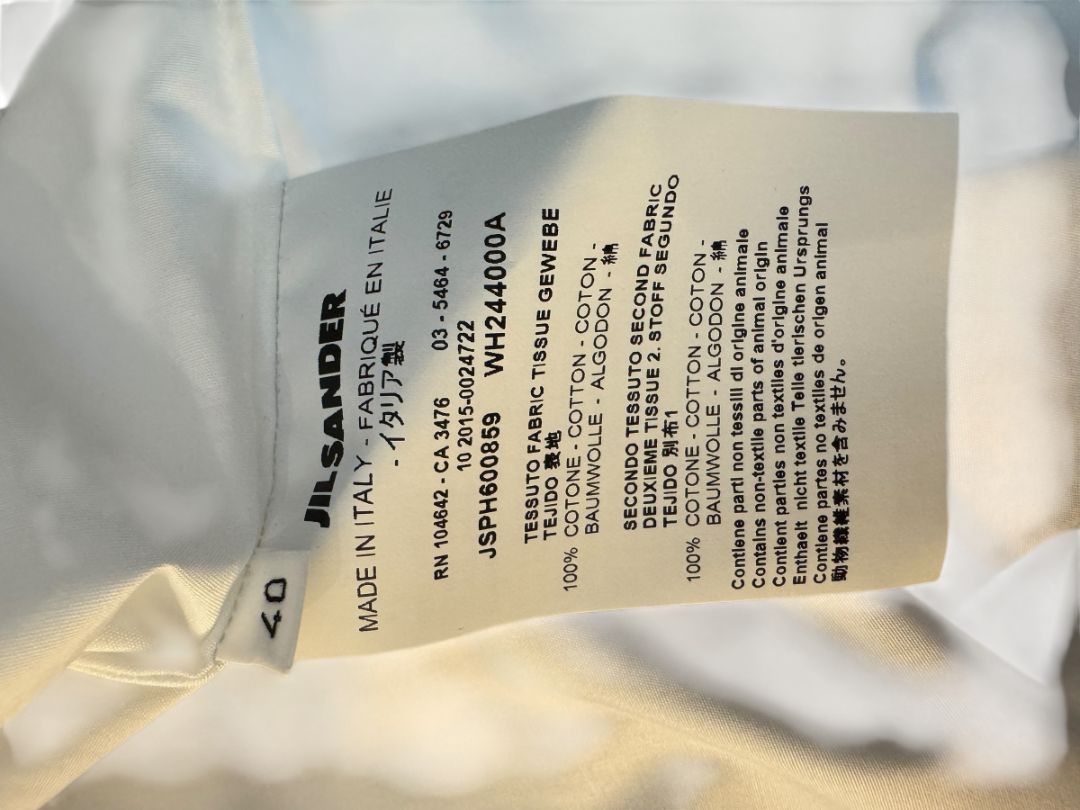 40
JILSANDER
MADE IN ITALY - FABRIQUÉ EN ITALIE
- イタリア製
RN 104642 - CA 3476 03 - 5464 - 6729
10 2015-0024722
JSPH600859 WH244000A
TESSUTO FABRIC TISSUE GEWEBE
TEJIDO 表地
100% COTONE - COTTON - COTON -
BAUMWOLLE - ALGODON - 綿
SECONDO TESSUTO SECOND FABRIC
DEUXIEME TISSUE 2. STOFF SEGUNDO
TEJIDO 別布1
100% COTONE - COTTON - COTON -
BAUMWOLLE - ALGODON - 綿
Contiene parti non tessili di origine animale
Contains non-textile parts of animal origin
Contient parties non textiles d'origine animale
Enthaelt nicht textile Teile tierischen Ursprungs
Contiene partes no textiles de origen animal
動物繊維素材を含みません。